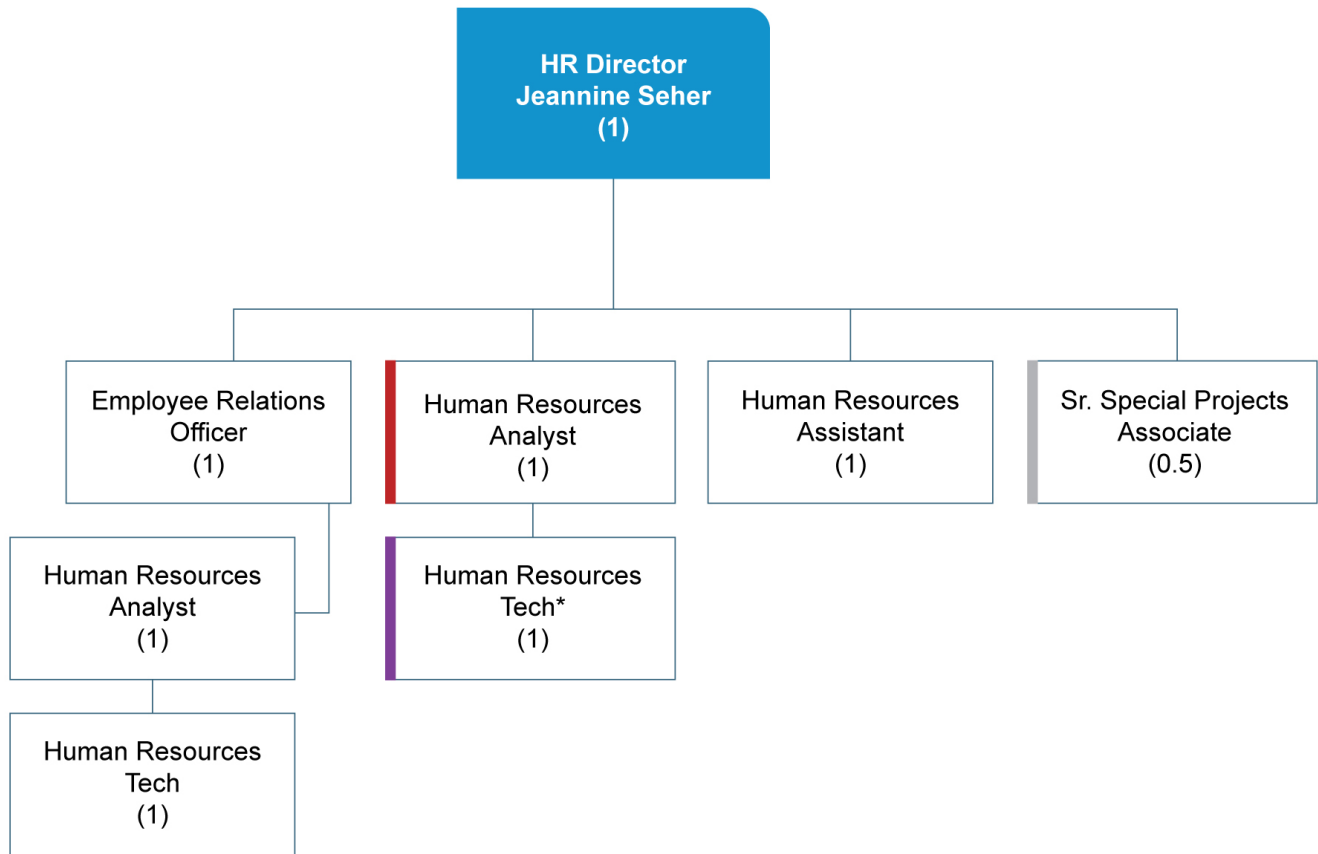 HR Director
Jeannine Seher
(1)
Employee Relations
Officer
(1)
Human Resources
Analyst
(1)
Human Resources
Assistant
(1)
Sr. Special Projects
Associate
(0.5)
Human Resources
Analyst
(1)
Human Resources
Tech*
(1)
Human Resources
Tech
(1)